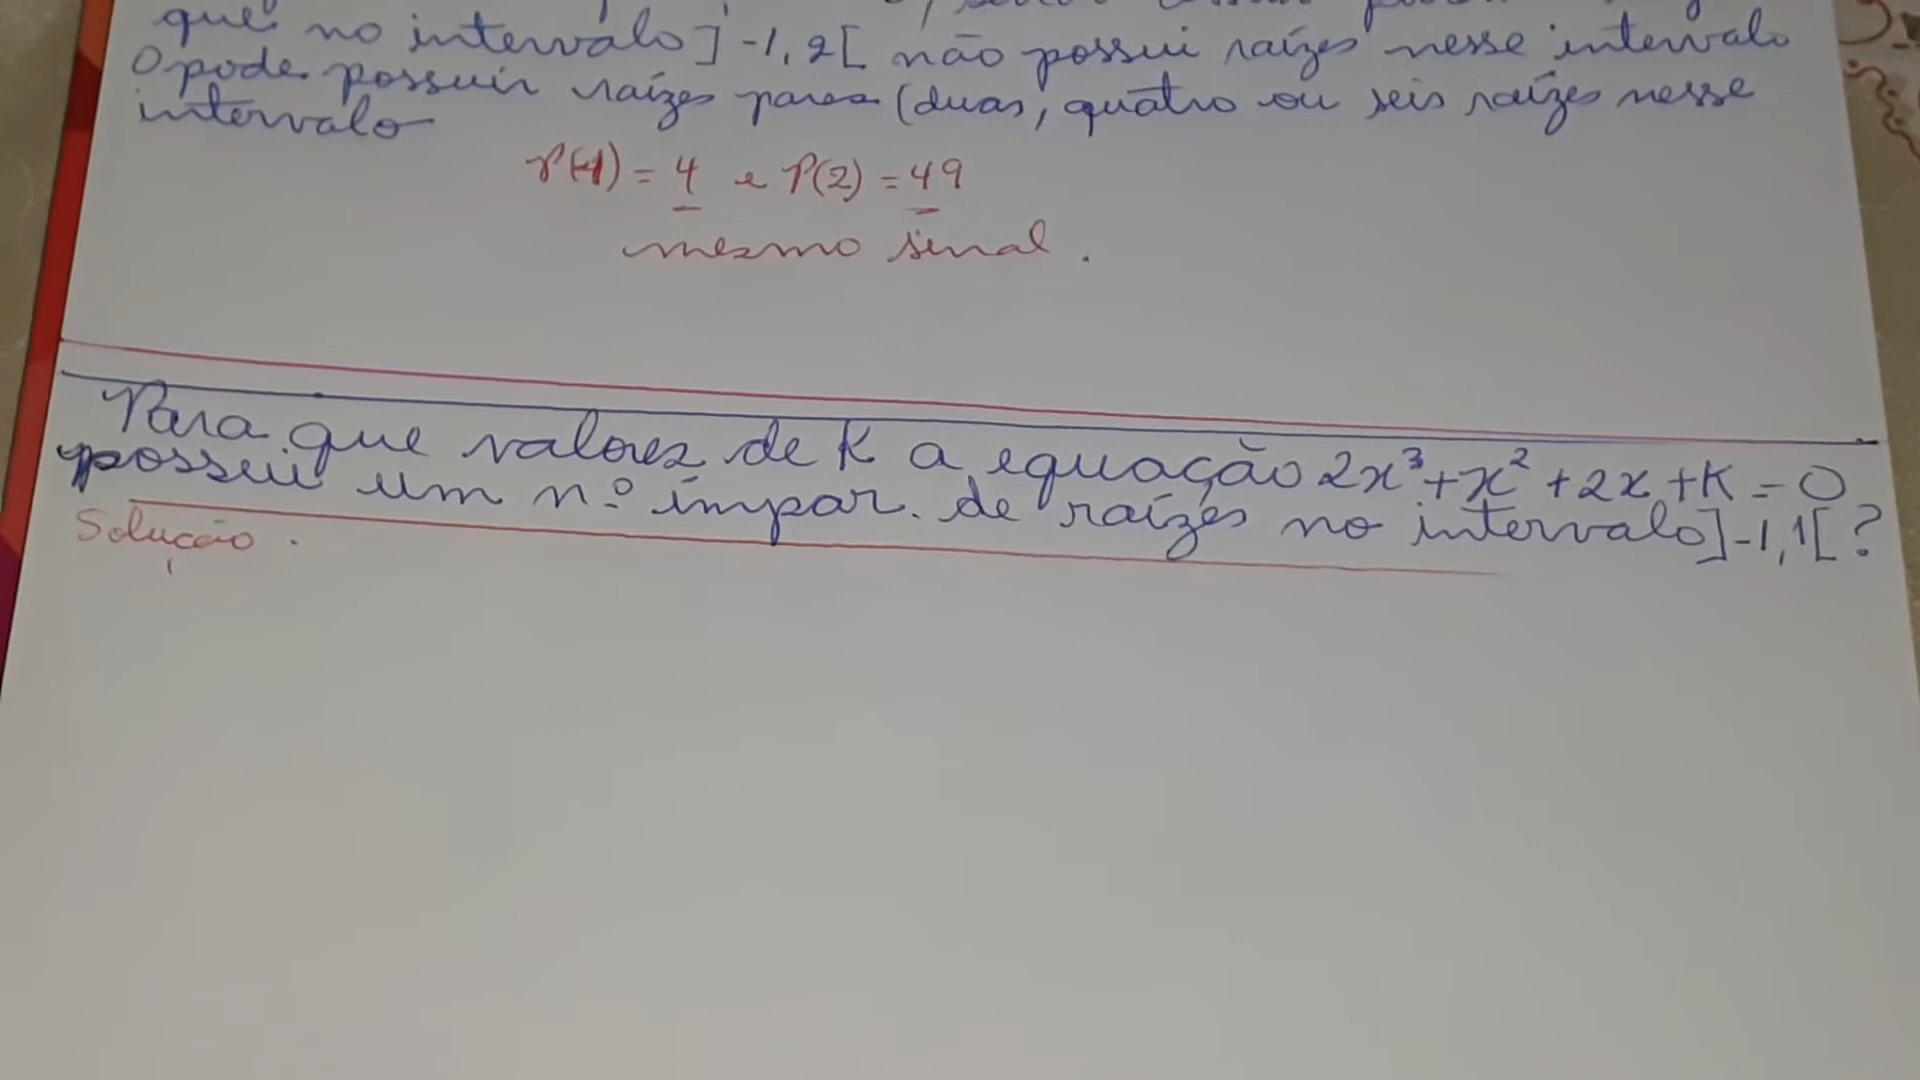 que no intervalo ]-1, 2[ não possui raízes nesse intervalo
O pode possuir raízes pares (duas, quatro ou seis raízes nesse
intervalo
P(-1) = 4 e P(2) = 49
mesmo sinal.
Para que valores de K a equação 2x³ + x² + 2x + K = 0
possui um n.º ímpar. de raízes no intervalo ]-1, 1[ ?
Solução.